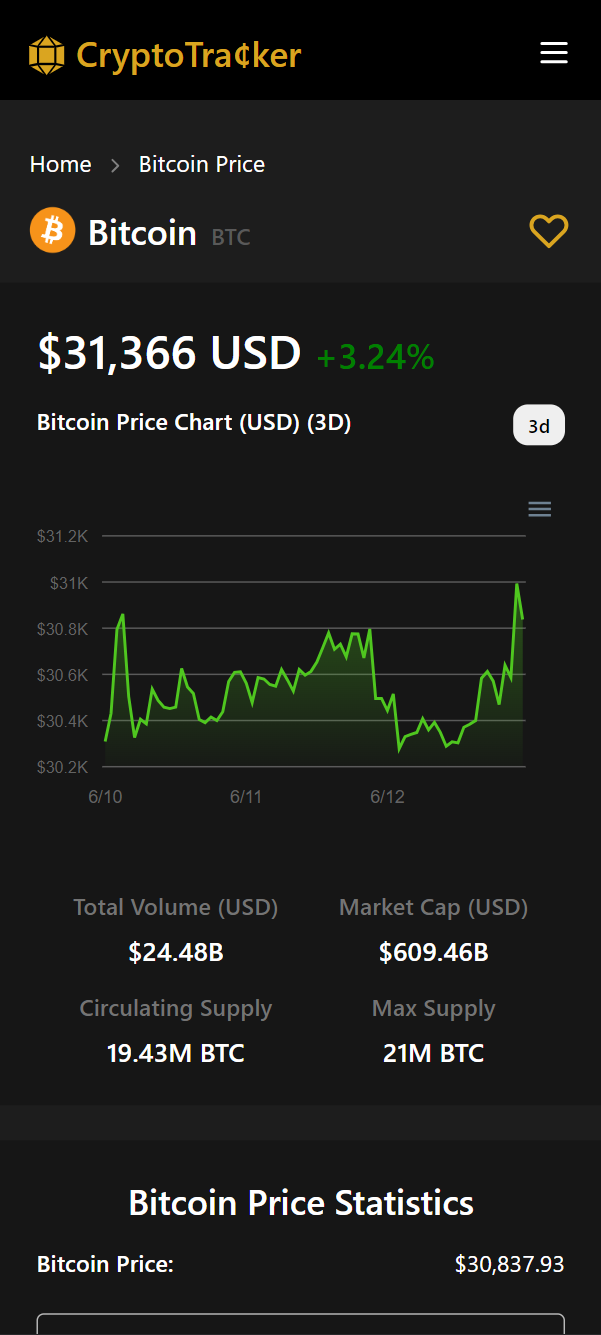 CryptoTra¢ker
Home > Bitcoin Price
Bitcoin BTC
$31,366 USD +3.24%
Bitcoin Price Chart (USD) (3D) 3d
$31.2K
$31K
$30.8K
$30.6K
$30.4K
$30.2K
6/10 6/11 6/12
Total Volume (USD) Market Cap (USD)
$24.48B $609.46B
Circulating Supply Max Supply
19.43M BTC 21M BTC
Bitcoin Price Statistics
Bitcoin Price: $30,837.93